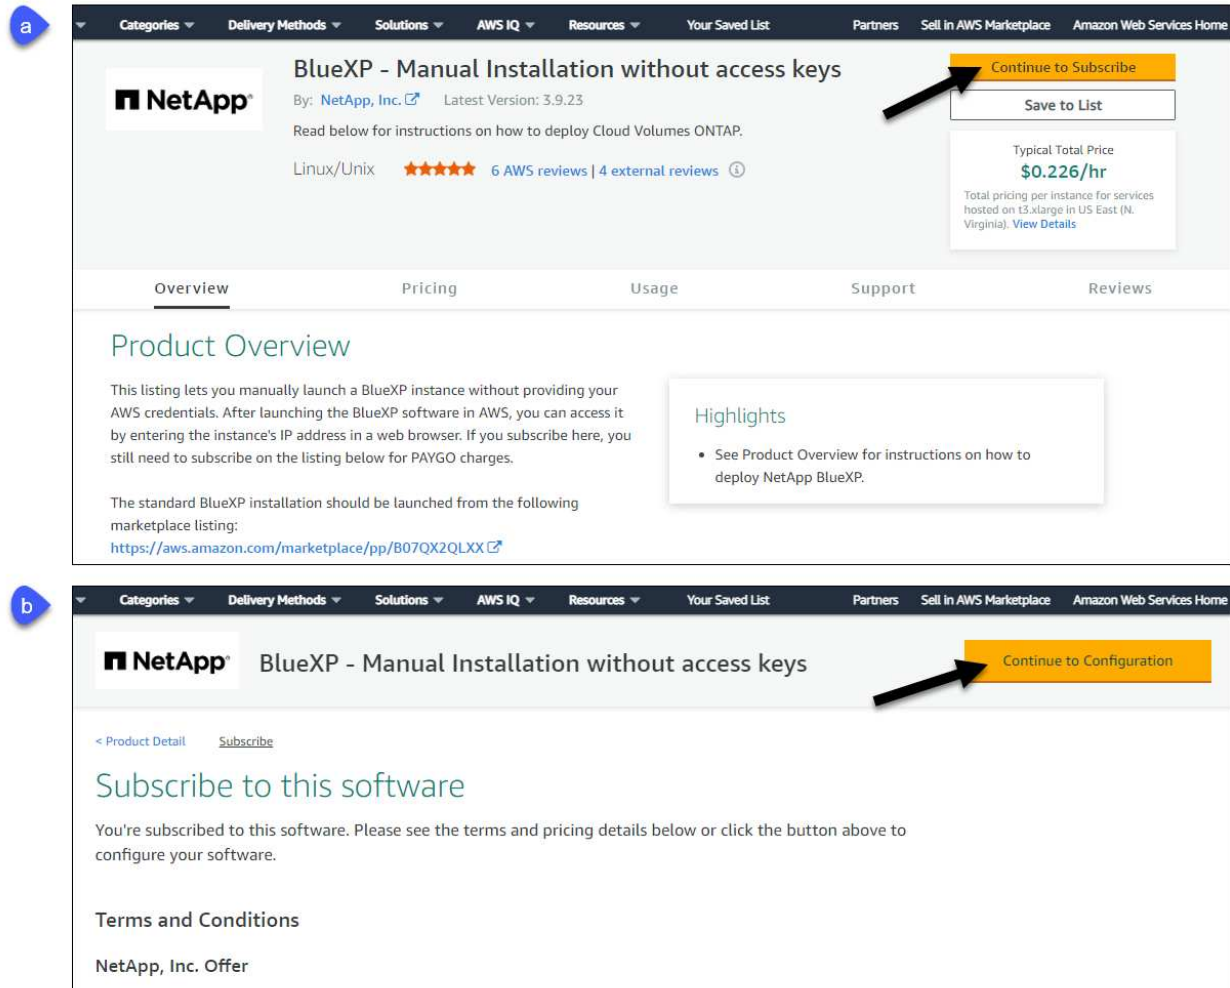 a
Categories Delivery Methods Solutions AWS IQ Resources Your Saved List Partners Sell in AWS Marketplace Amazon Web Services Home
NetApp®
BlueXP - Manual Installation without access keys
By: NetApp, Inc. Latest Version: 3.9.23
Read below for instructions on how to deploy Cloud Volumes ONTAP.
Linux/Unix 6 AWS reviews | 4 external reviews
Continue to Subscribe
Save to List
Typical Total Price
$0.226/hr
Total pricing per instance for services
hosted on t3.xlarge in US East (N.
Virginia). View Details
Overview Pricing Usage Support Reviews
Product Overview
This listing lets you manually launch a BlueXP instance without providing your
AWS credentials. After launching the BlueXP software in AWS, you can access it
by entering the instance's IP address in a web browser. If you subscribe here, you
still need to subscribe on the listing below for PAYGO charges.
The standard BlueXP installation should be launched from the following
marketplace listing:
https://aws.amazon.com/marketplace/pp/B07QX2QLXX
Highlights
• See Product Overview for instructions on how to
deploy NetApp BlueXP.
b
Categories Delivery Methods Solutions AWS IQ Resources Your Saved List Partners Sell in AWS Marketplace Amazon Web Services Home
NetApp®
BlueXP - Manual Installation without access keys
Continue to Configuration
< Product Detail Subscribe
Subscribe to this software
You're subscribed to this software. Please see the terms and pricing details below or click the button above to
configure your software.
Terms and Conditions
NetApp, Inc. Offer